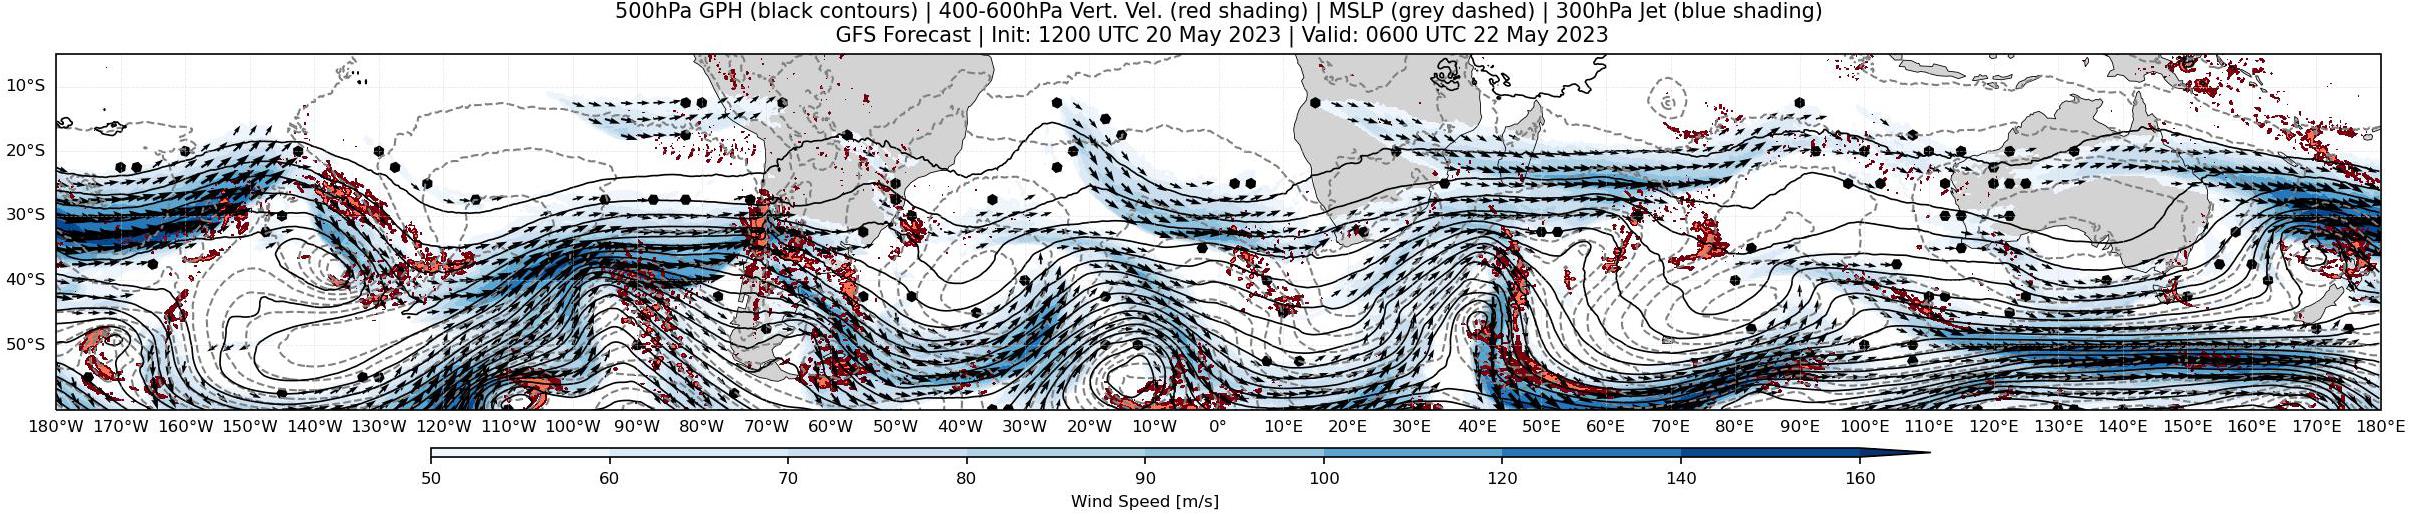 500hPa GPH (black contours) | 400-600hPa Vert. Vel. (red shading) | MSLP (grey dashed) | 300hPa Jet (blue shading)
GFS Forecast | Init: 1200 UTC 20 May 2023 | Valid: 0600 UTC 22 May 2023
10°S
20°S
30°S
40°S
50°S
180°W 170°W 160°W 150°W 140°W 130°W 120°W 110°W 100°W 90°W 80°W 70°W 60°W 50°W 40°W 30°W 20°W 10°W 0° 10°E 20°E 30°E 40°E 50°E 60°E 70°E 80°E 90°E 100°E 110°E 120°E 130°E 140°E 150°E 160°E 170°E 180°E
50 60 70 80 90 100 120 140 160
Wind Speed [m/s]